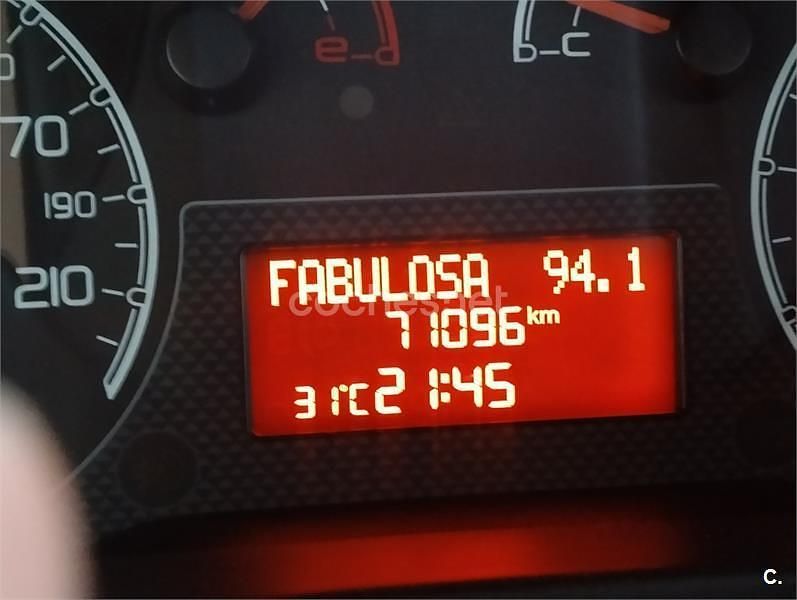 e
c
70
190
210
FABULOSA 94.1
coches.net
71096 km
31°C 21:45
C.